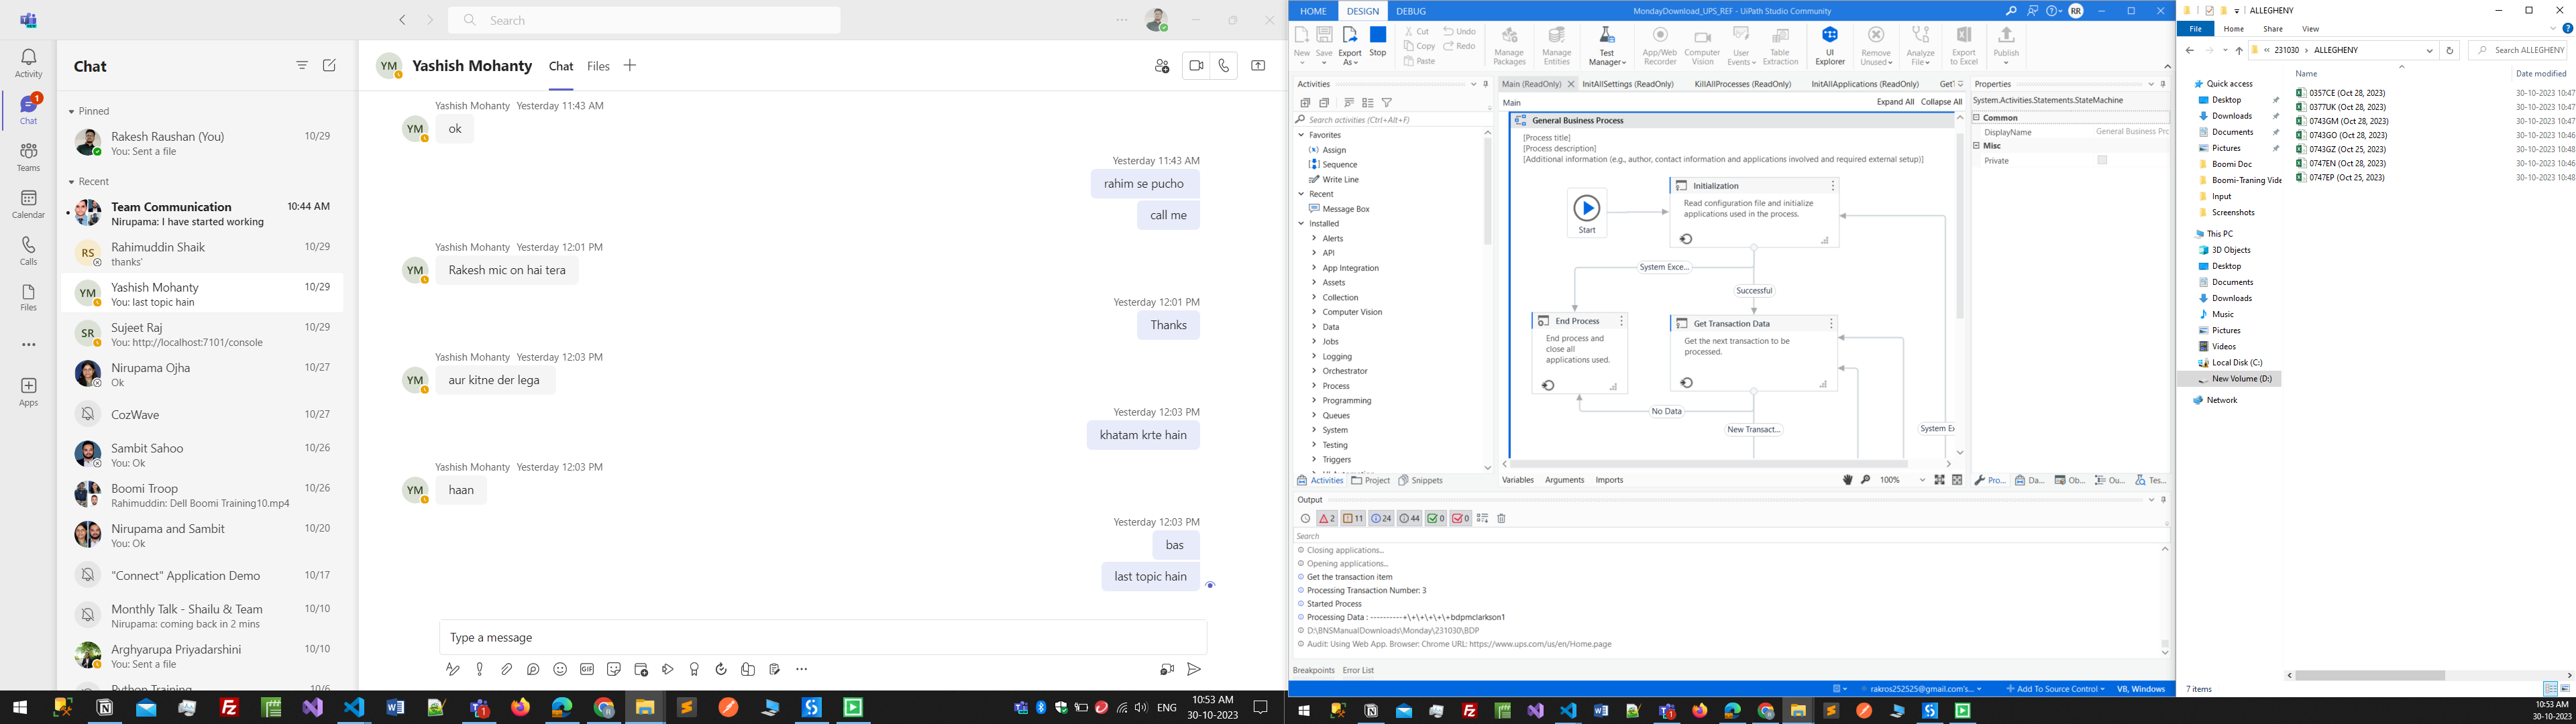 Search
Activity
Chat
Teams
Calendar
Calls
Files
Apps
1
Chat
Pinned
Rakesh Raushan (You) 10/29
You: Sent a file
Recent
Team Communication 10:44 AM
Nirupama: I have started working
RS Rahimuddin Shaik 10/29
thanks'
YM Yashish Mohanty 10/29
You: last topic hain
SR Sujeet Raj 10/29
You: http://localhost:7101/console
Nirupama Ojha 10/27
Ok
CozWave 10/27
Sambit Sahoo 10/26
You: Ok
Boomi Troop 10/26
Rahimuddin: Dell Boomi Training10.mp4
Nirupama and Sambit 10/20
You: Ok
"Connect" Application Demo 10/17
Monthly Talk - Shailu & Team 10/10
Nirupama: coming back in 2 mins
Arghyarupa Priyadarshini 10/10
You: Sent a file
Python Training 10/6
YM Yashish Mohanty Chat Files
Yashish Mohanty Yesterday 11:43 AM
YM ok
Yesterday 11:43 AM
rahim se pucho
call me
Yashish Mohanty Yesterday 12:01 PM
YM Rakesh mic on hai tera
Yesterday 12:01 PM
Thanks
Yashish Mohanty Yesterday 12:03 PM
YM aur kitne der lega
Yesterday 12:03 PM
khatam krte hain
Yashish Mohanty Yesterday 12:03 PM
YM haan
Yesterday 12:03 PM
bas
last topic hain
Type a message
GIF
ENG
10:53 AM
30-10-2023
HOME DESIGN DEBUG
MondayDownload_UPS_REF - UiPath Studio Community
RR
New
Save
Export As
Stop
Cut
Copy
Paste
Undo
Redo
Manage Packages
Manage Entities
Test Manager
App/Web Recorder
Computer Vision
User Events
Table Extraction
UI Explorer
Remove Unused
Analyze File
Export to Excel
Publish
Activities
Search activities (Ctrl+Alt+F)
Favorites
Assign
Sequence
Write Line
Recent
Message Box
Installed
Alerts
API
App Integration
Assets
Collection
Computer Vision
Data
Jobs
Logging
Orchestrator
Process
Programming
Queues
System
Testing
Triggers
Activities Project Snippets
Main (ReadOnly) InitAllSettings (ReadOnly) KillAllProcesses (ReadOnly) InitAllApplications (ReadOnly) GetT
Main Expand All Collapse All
General Business Process
[Process title]
[Process description]
[Additional information (e.g., author, contact information and applications involved and required external setup)]
Start
Initialization
Read configuration file and initialize
applications used in the process.
System Exce...
Successful
End Process
End process and
close all
applications used.
Get Transaction Data
Get the next transaction to be
processed.
No Data
New Transact...
System Ex
Variables Arguments Imports 100%
Properties
System.Activities.Statements.StateMachine
Common
DisplayName General Business Prc
Misc
Private
Pro... Da... Ob... Ou... Tes...
Output
2 11 24 44 0 0
Search
Closing applications...
Opening applications...
Get the transaction item
Processing Transaction Number: 3
Started Process
Processing Data : ----------+\+\+\+\+\+bdpmclarkson1
D:\BNSManualDownloads\Monday\231030\BDP
Audit: Using Web App. Browser: Chrome URL: https://www.ups.com/us/en/Home.page
Breakpoints Error List
rakros252525@gmail.com's... Add To Source Control VB, Windows
ALLEGHENY
File Home Share View
231030 ALLEGHENY
Search ALLEGHENY
Quick access
Desktop
Downloads
Documents
Pictures
Boomi Doc
Boomi-Traning Vide
Input
Screenshots
This PC
3D Objects
Desktop
Documents
Downloads
Music
Pictures
Videos
Local Disk (C:)
New Volume (D:)
Network
Name Date modified
0357CE (Oct 28, 2023) 30-10-2023 10:47
0377UK (Oct 28, 2023) 30-10-2023 10:47
0743GM (Oct 28, 2023) 30-10-2023 10:47
0743GO (Oct 28, 2023) 30-10-2023 10:46
0743GZ (Oct 25, 2023) 30-10-2023 10:48
0747EN (Oct 28, 2023) 30-10-2023 10:46
0747EP (Oct 25, 2023) 30-10-2023 10:48
7 items
10:53 AM
30-10-2023